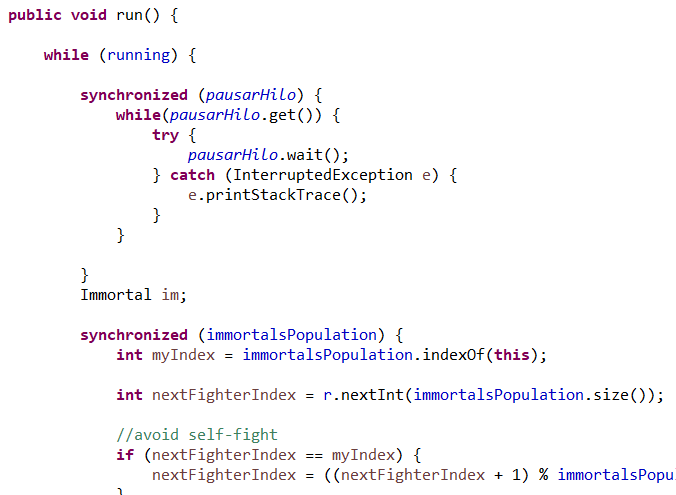 public void run() {
while (running) {
synchronized (pausarHilo) {
while(pausarHilo.get()) {
try {
pausarHilo.wait();
} catch (InterruptedException e) {
e.printStackTrace();
}
}
}
Immortal im;
synchronized (immortalsPopulation) {
int myIndex = immortalsPopulation.indexOf(this);
int nextFighterIndex = r.nextInt(immortalsPopulation.size());
//avoid self-fight
if (nextFighterIndex == myIndex) {
nextFighterIndex = ((nextFighterIndex + 1) % immortalsPopu
}